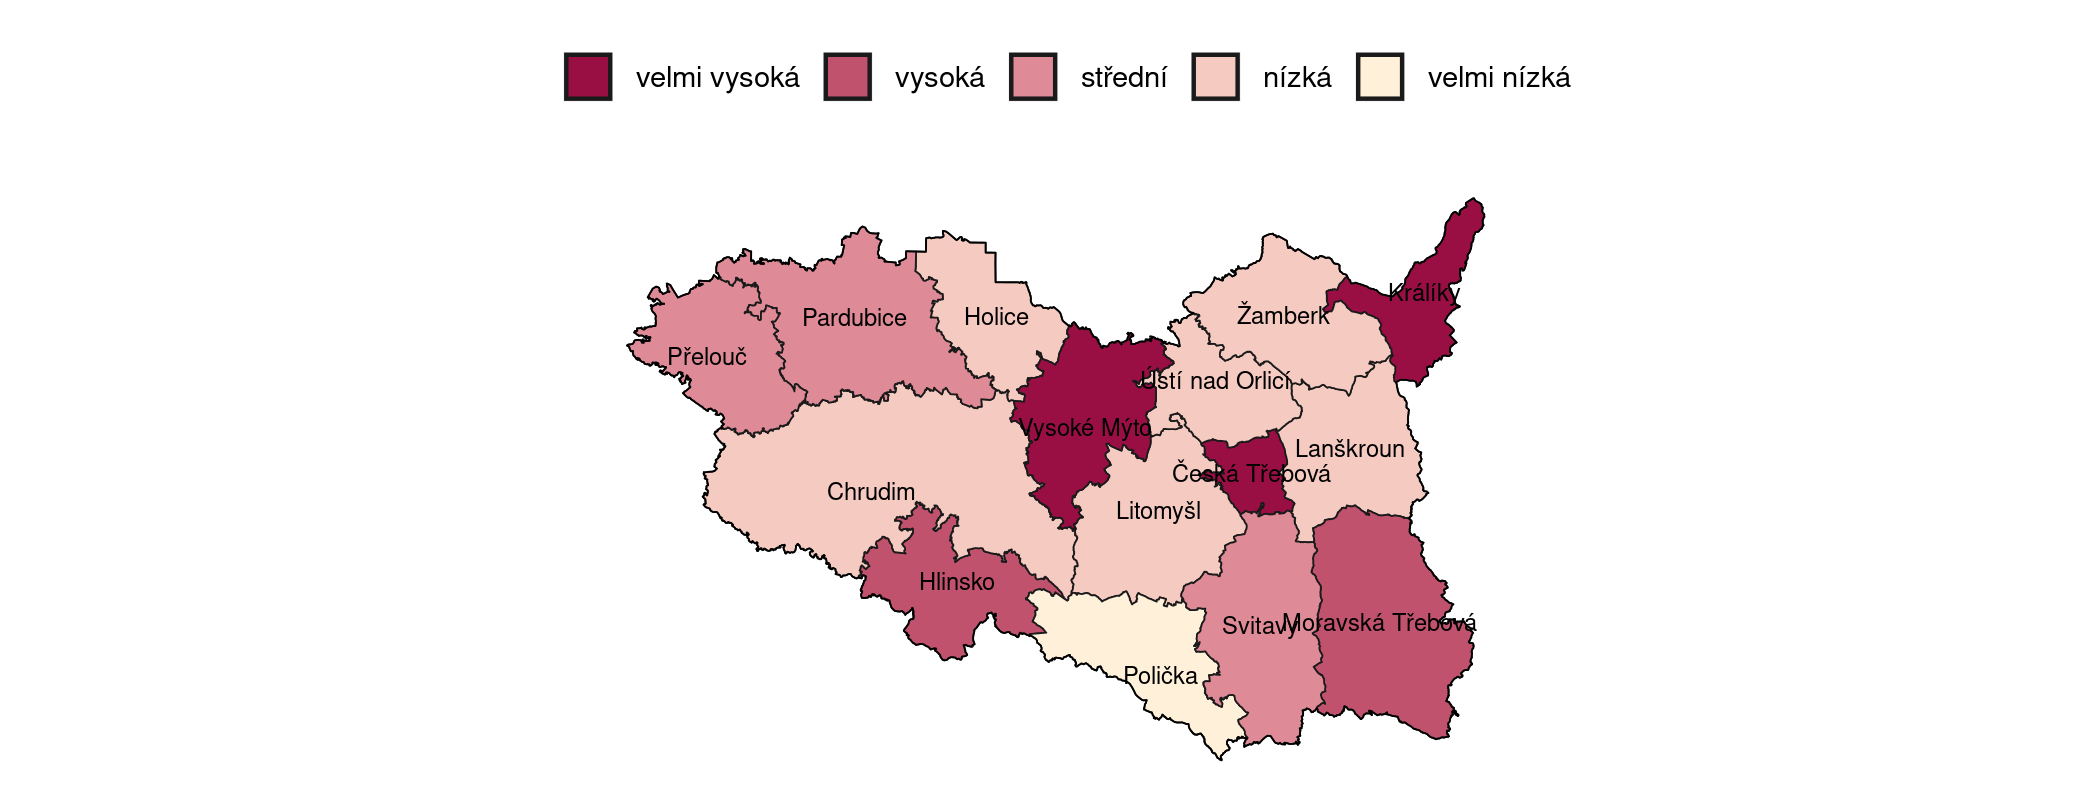 velmi vysoká vysoká střední nízká velmi nízká
Králíky
Žamberk
Pardubice
Holice
Přelouč
Ústí nad Orlicí
Vysoké Mýto
Lanškroun
Česká Třebová
Chrudim
Litomyšl
Hlinsko
Svitavy
Moravská Třebová
Polička